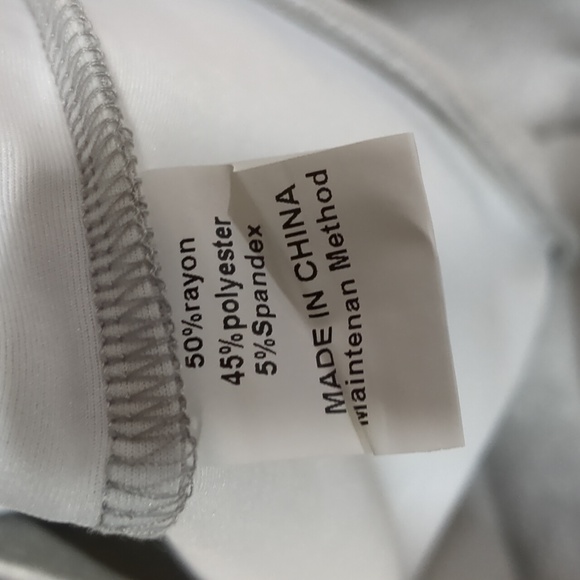 50%rayon
45%polyester
5%Spandex
MADE IN CHINA
Maintenan Method